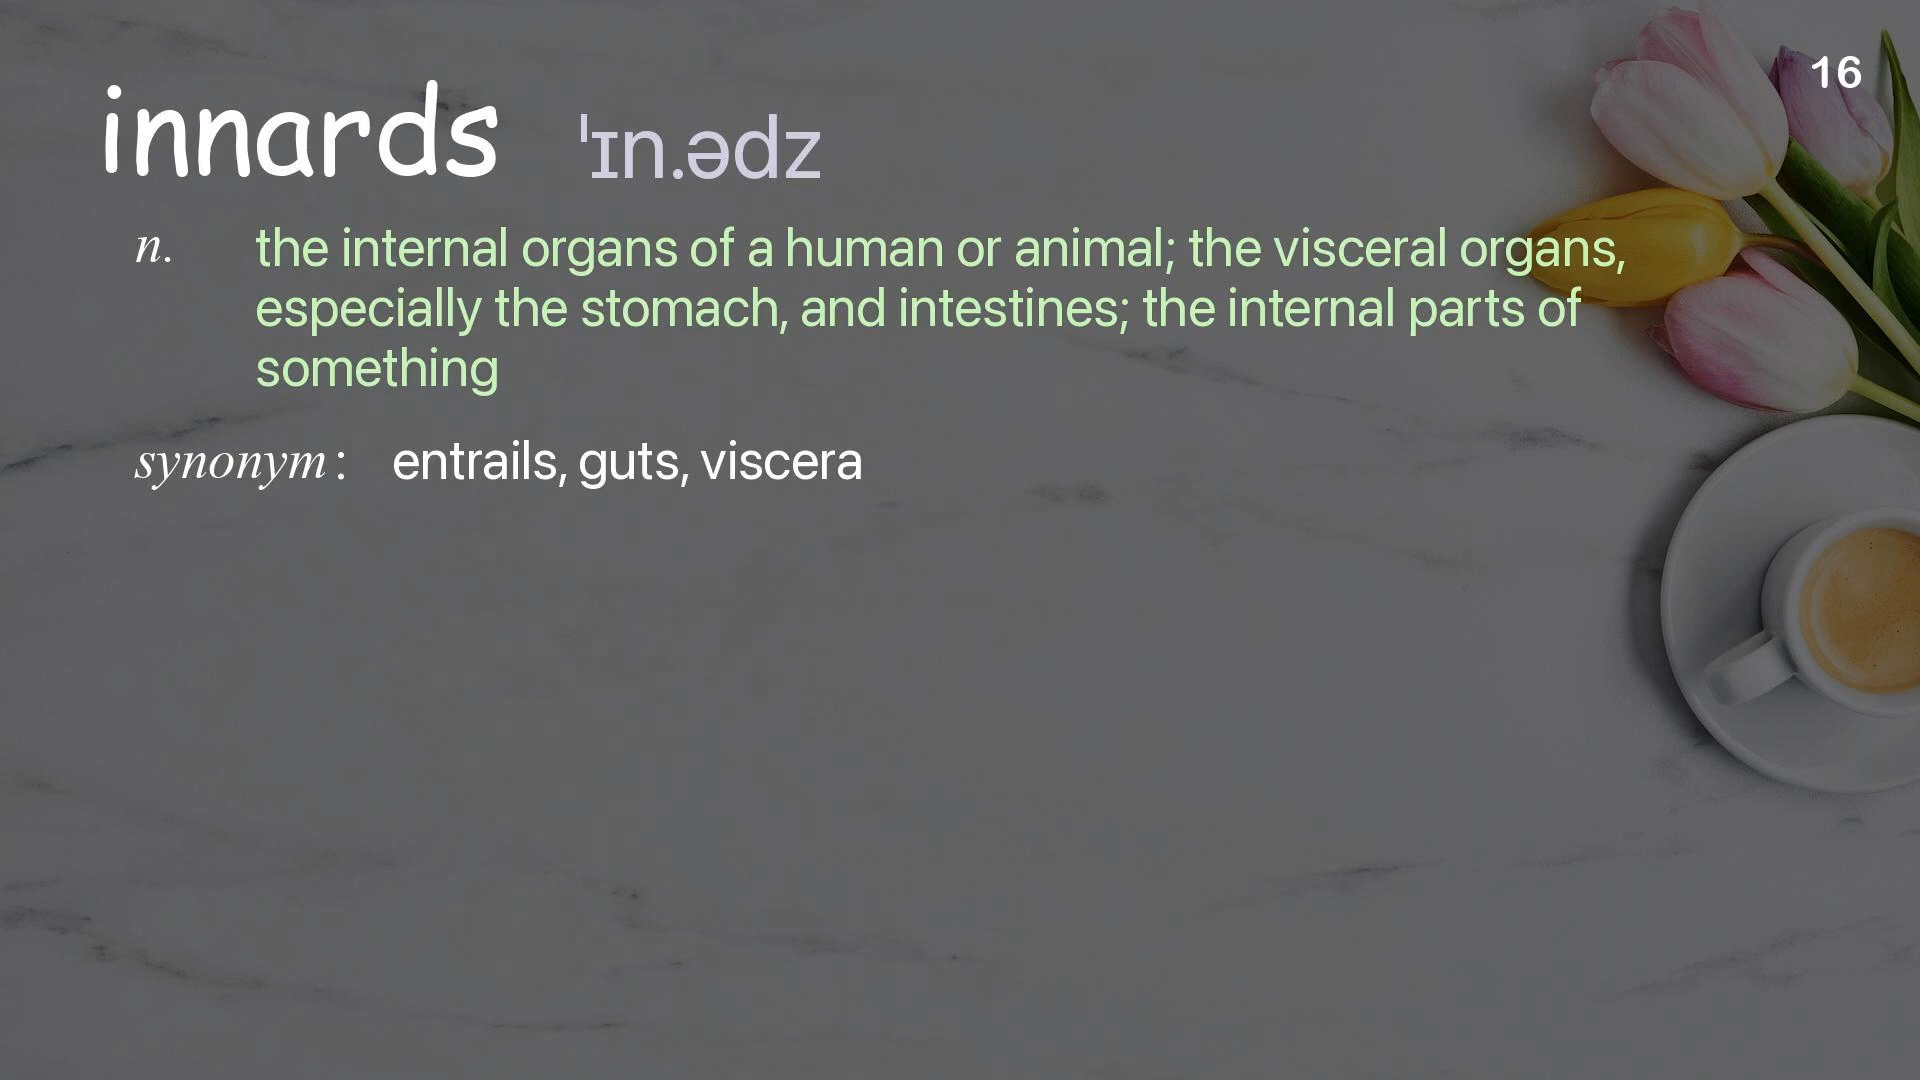 16
innards ˈɪn.ədz
n. the internal organs of a human or animal; the visceral organs,
especially the stomach, and intestines; the internal parts of
something
synonym: entrails, guts, viscera